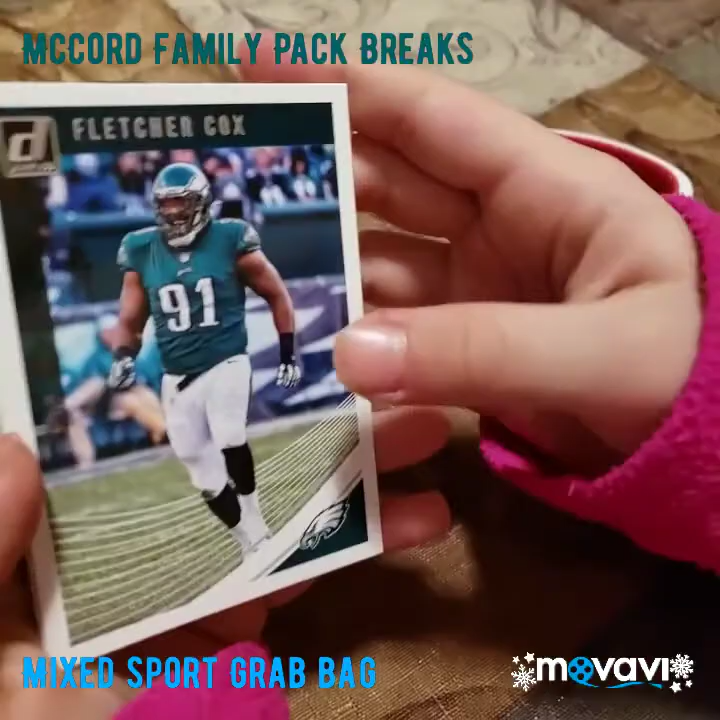 McCord Family Pack Breaks
d FLETCHER COX
91
Mixed Sport Grab Bag
movavi